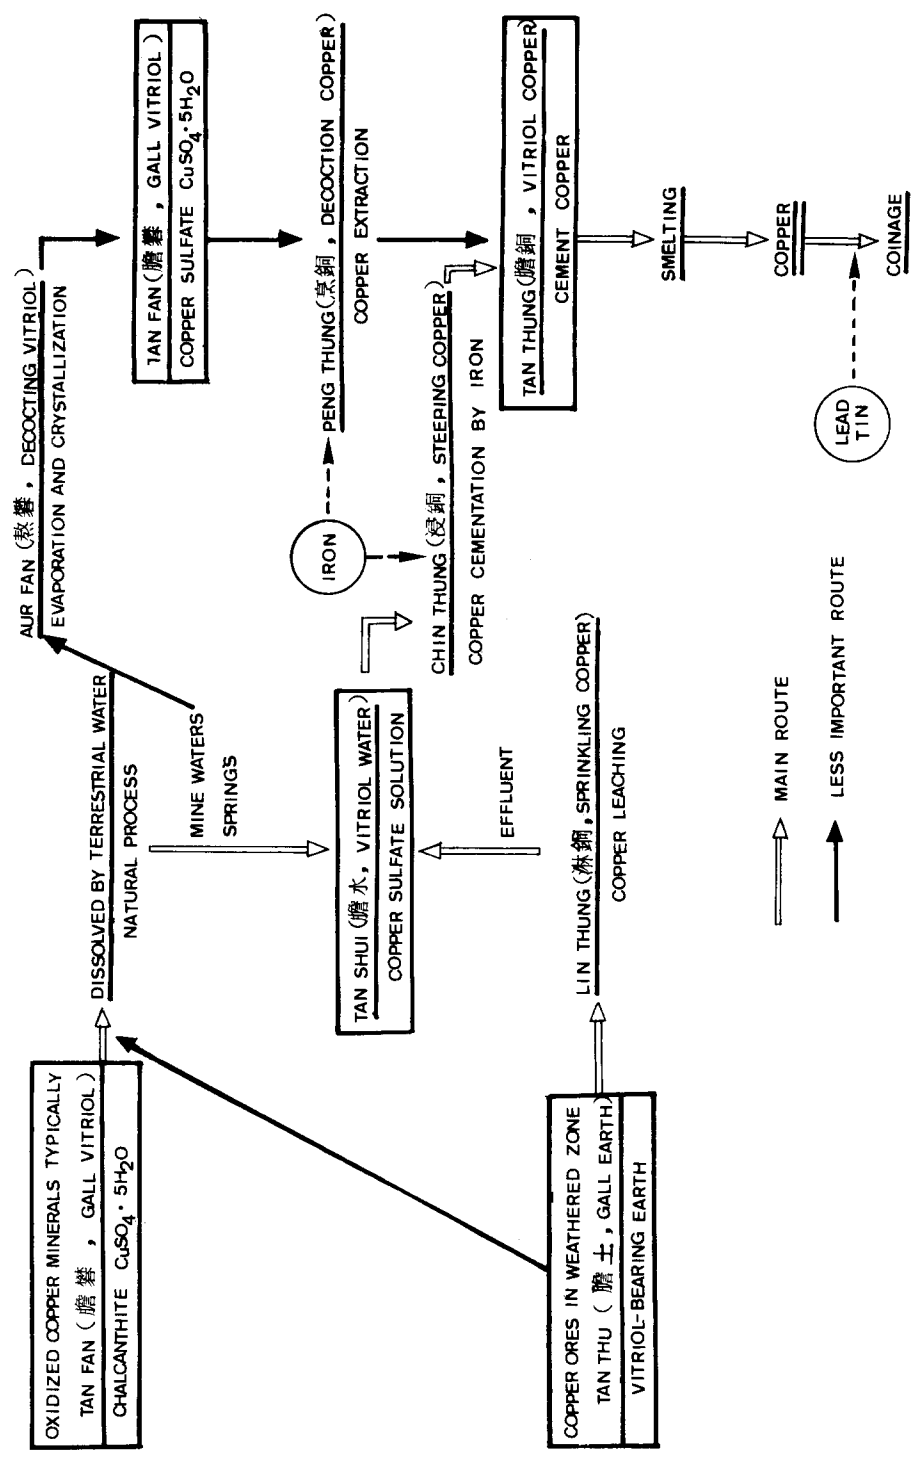 OXIDIZED COPPER MINERALS TYPICALLY
TAN FAN (膽礬, GALL VITRIOL)
CHALCANTHITE CuSO4· 5H2O
DISSOLVED BY TERRESTRIAL WATER
NATURAL PROCESS
MINE WATERS
SPRINGS
AUR FAN (熬礬, DECOCTING VITRIOL)
EVAPORATION AND CRYSTALLIZATION
TAN FAN (膽礬, GALL VITRIOL)
COPPER SULFATE CuSO4· 5H2O
IRON
PENG THUNG (烹銅, DECOCTION COPPER)
COPPER EXTRACTION
TAN SHUI (膽水, VITRIOL WATER)
COPPER SULFATE SOLUTION
CHIN THUNG (浸銅, STEEPING COPPER)
COPPER CEMENTATION BY IRON
TAN THUNG (膽銅, VITRIOL COPPER)
CEMENT COPPER
EFFLUENT
COPPER ORES IN WEATHERED ZONE
TAN THU (膽土, GALL EARTH)
VITRIOL-BEARING EARTH
LIN THUNG (淋銅, SPRINKLING COPPER)
COPPER LEACHING
SMELTING
COPPER
LEAD
TIN
COINAGE
MAIN ROUTE
LESS IMPORTANT ROUTE